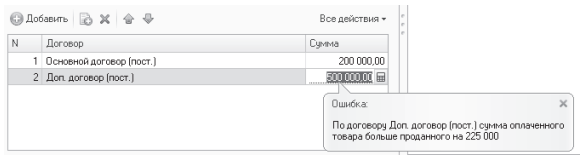 Добавить
Все действия
N Договор Сумма
1 Основной договор (пост.) 200 000,00
2 Доп. договор (пост.) 500 000,00
Ошибка:
По договору Доп. договор (пост.) сумма оплаченного
товара больше проданного на 225 000